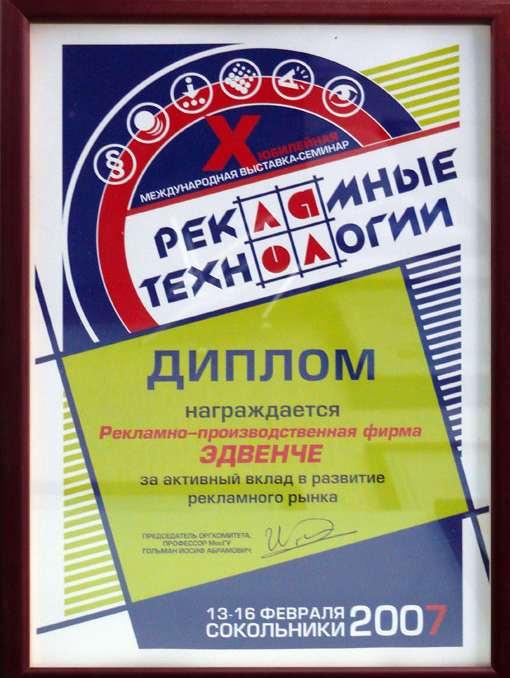 X ЮБИЛЕЙНАЯ
МЕЖДУНАРОДНАЯ ВЫСТАВКА-СЕМИНАР
РЕКЛАМНЫЕ
ТЕХНОЛОГИИ
ДИПЛОМ
награждается
Рекламно-производственная фирма
ЭДВЕНЧЕ
за активный вклад в развитие
рекламного рынка
ПРЕДСЕДАТЕЛЬ ОРГКОМИТЕТА,
ПРОФЕССОР МосГУ
ГОЛЬМАН ИОСИФ АБРАМОВИЧ
13-16 ФЕВРАЛЯ
СОКОЛЬНИКИ 2007